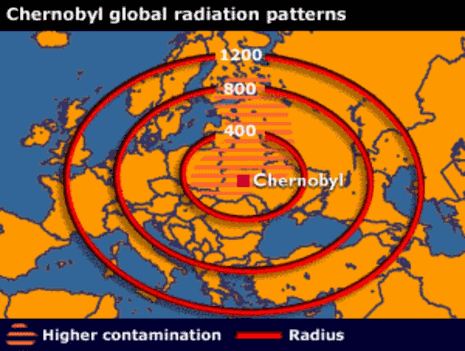 Chernobyl global radiation patterns
1200
800
400
Chernobyl
Higher contamination
Radius